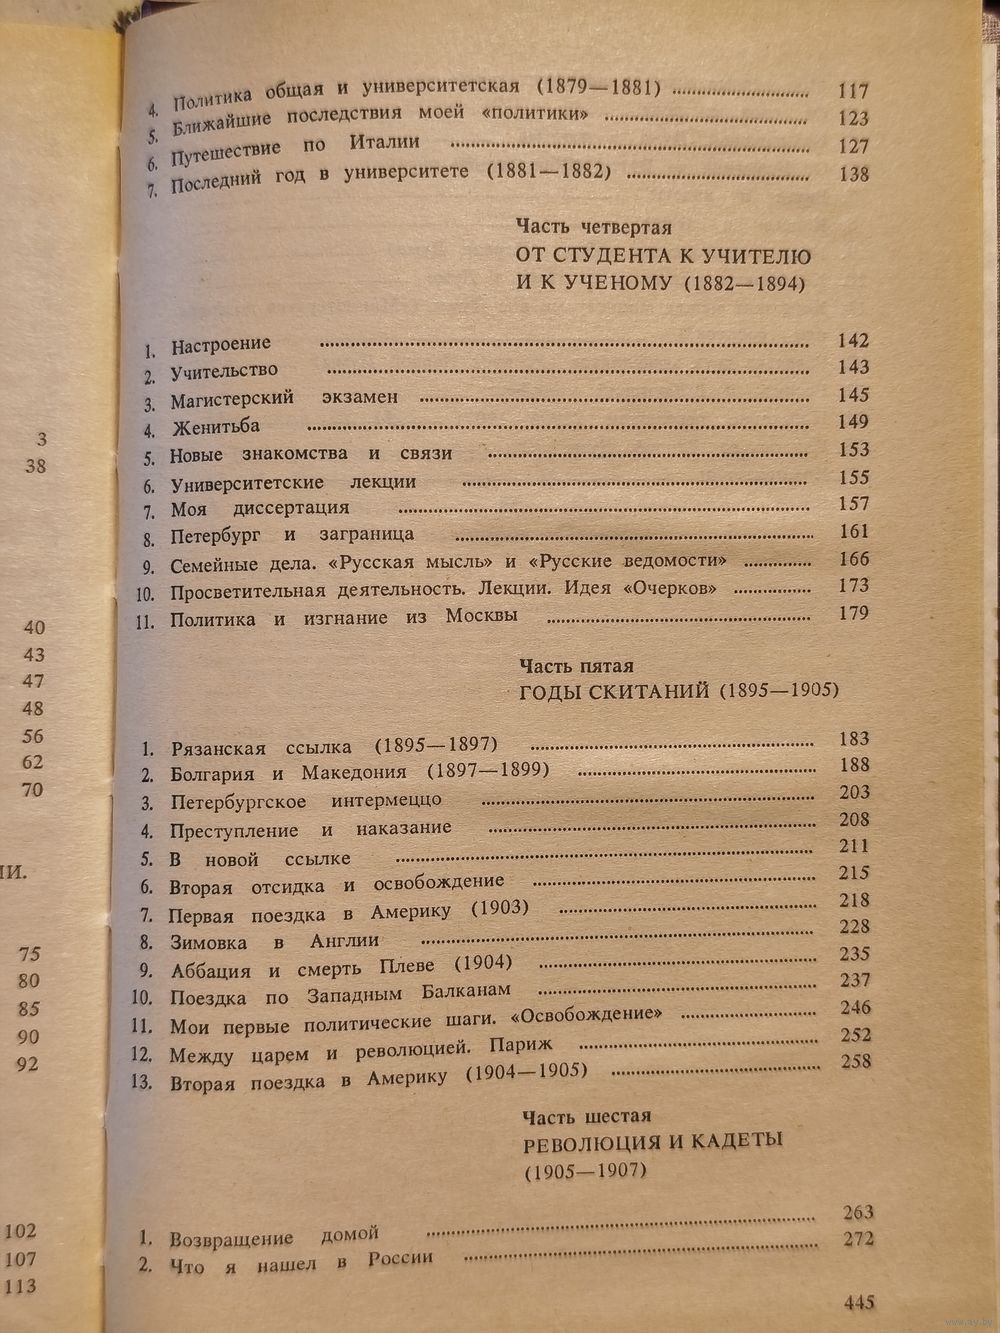 4. Политика общая и университетская (1879—1881) 117
5. Ближайшие последствия моей «политики» 123
6. Путешествие по Италии 127
7. Последний год в университете (1881—1882) 138
Часть четвертая
ОТ СТУДЕНТА К УЧИТЕЛЮ
И К УЧЕНОМУ (1882—1894)
1. Настроение 142
2. Учительство 143
3. Магистерский экзамен 145
4. Женитьба 149
5. Новые знакомства и связи 153
6. Университетские лекции 155
7. Моя диссертация 157
8. Петербург и заграница 161
9. Семейные дела. «Русская мысль» и «Русские ведомости» 166
10. Просветительная деятельность. Лекции. Идея «Очерков» 173
11. Политика и изгнание из Москвы 179
Часть пятая
ГОДЫ СКИТАНИЙ (1895—1905)
1. Рязанская ссылка (1895—1897) 183
2. Болгария и Македония (1897—1899) 188
3. Петербургское интермеццо 203
4. Преступление и наказание 208
5. В новой ссылке 211
6. Вторая отсидка и освобождение 215
7. Первая поездка в Америку (1903) 218
8. Зимовка в Англии 228
9. Аббация и смерть Плеве (1904) 235
10. Поездка по Западным Балканам 237
11. Мои первые политические шаги. «Освобождение» 246
12. Между царем и революцией. Париж 252
13. Вторая поездка в Америку (1904—1905) 258
Часть шестая
РЕВОЛЮЦИЯ И КАДЕТЫ
(1905—1907)
1. Возвращение домой 263
2. Что я нашел в России 272
445
3
38
40
43
47
48
56
62
70
ІИ.
75
80
85
90
92
102
107
113
www.ay.by